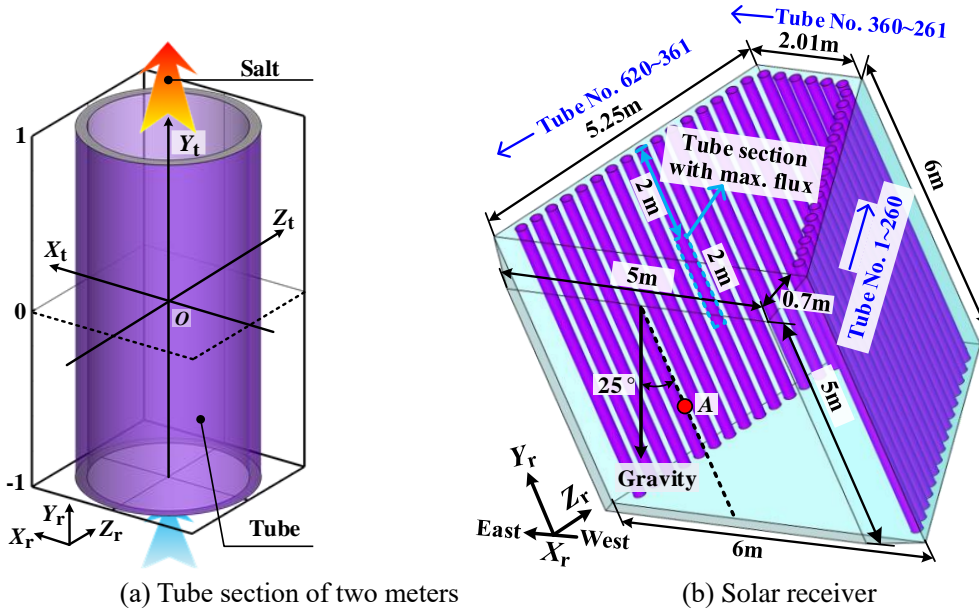 Salt
Y_t
1
Z_t
X_t
O
0
-1
Y_r
X_r
Z_r
Tube
(a) Tube section of two meters
Tube No. 360~261
2.01m
Tube No. 620~361
5.25m
Tube section
with max. flux
6m
2 m
2 m
5m
0.7m
Tube No. 1~260
25°
A
5m
Gravity
Y_r
Z_r
East
West
X_r
6m
(b) Solar receiver